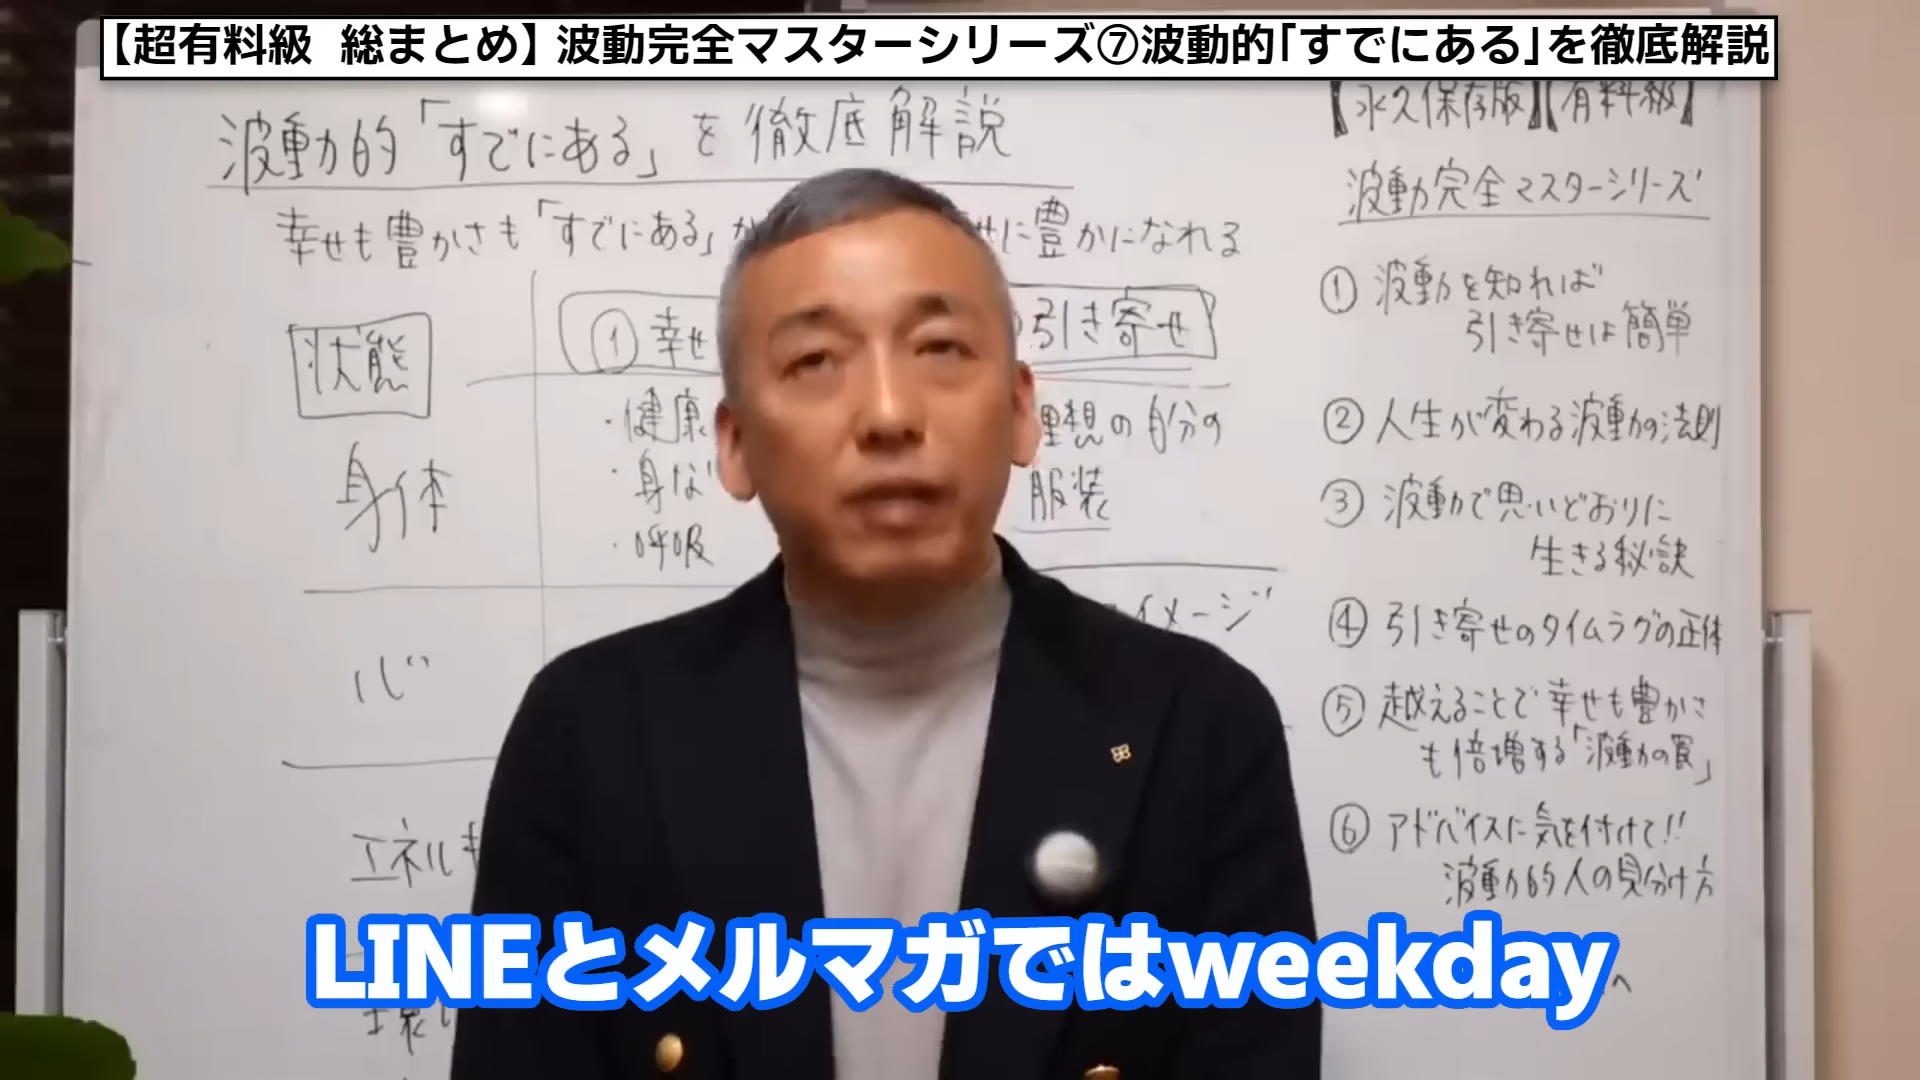 【超有料級 総まとめ】波動完全マスターシリーズ⑦波動的「すでにある」を徹底解説
波動的「すでにある」を徹底解説
幸せも豊かさも「すでにある」か
せに豊かになれる
状態
① 幸せ
引き寄せ
身体
・健康
・身な
・呼吸
理想の自分の
服装
心
イメージ
エネルギ
【永久保存版】【有料級】
波動完全マスターシリーズ
① 波動を知れば
引き寄せは簡単
② 人生が変わる波動の法則
③ 波動で思いどおりに
生きる秘訣
④ 引き寄せのタイムラグの正体
⑤ 越えることで幸せも豊かさ
も倍増する「波動の罠」
⑥ アドバイスに気を付けて!!
波動的人の見分け方
LINEとメルマガではweekday